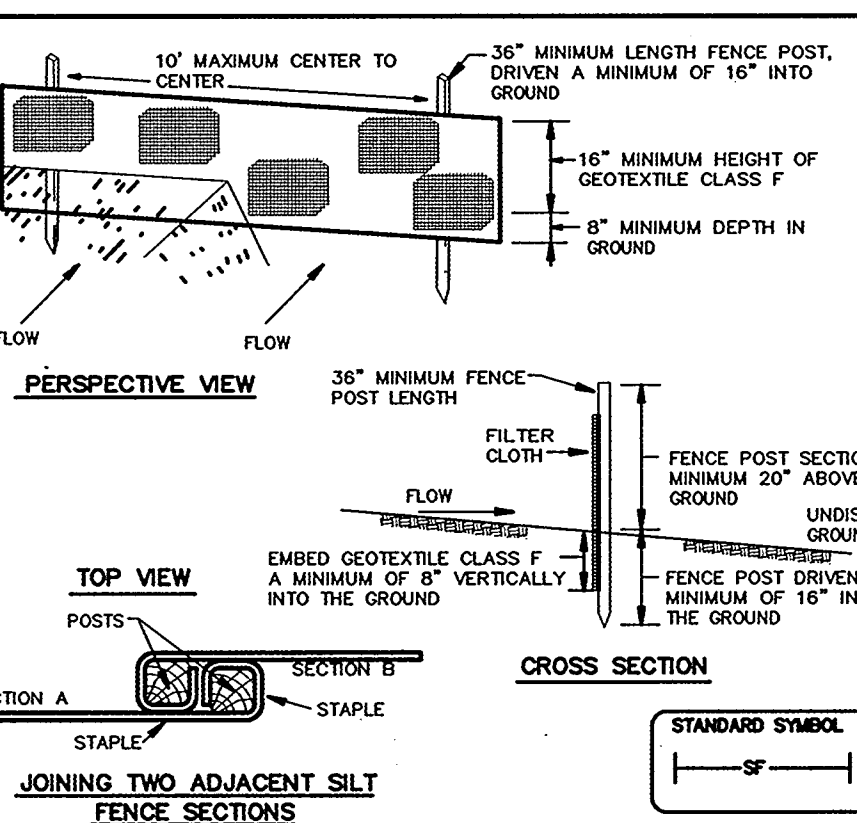 10' MAXIMUM CENTER TO
CENTER
36" MINIMUM LENGTH FENCE POST,
DRIVEN A MINIMUM OF 16" INTO
GROUND
16" MINIMUM HEIGHT OF
GEOTEXTILE CLASS F
8" MINIMUM DEPTH IN
GROUND
FLOW
FLOW
PERSPECTIVE VIEW
36" MINIMUM FENCE
POST LENGTH
FILTER
CLOTH
FENCE POST SECTIO
MINIMUM 20" ABOVE
GROUND
FLOW
UNDIS
GROUN
EMBED GEOTEXTILE CLASS F
A MINIMUM OF 8" VERTICALLY
INTO THE GROUND
FENCE POST DRIVEN
MINIMUM OF 16" IN
THE GROUND
CROSS SECTION
TOP VIEW
POSTS
SECTION B
CTION A
STAPLE
STAPLE
JOINING TWO ADJACENT SILT
FENCE SECTIONS
STANDARD SYMBOL
SF